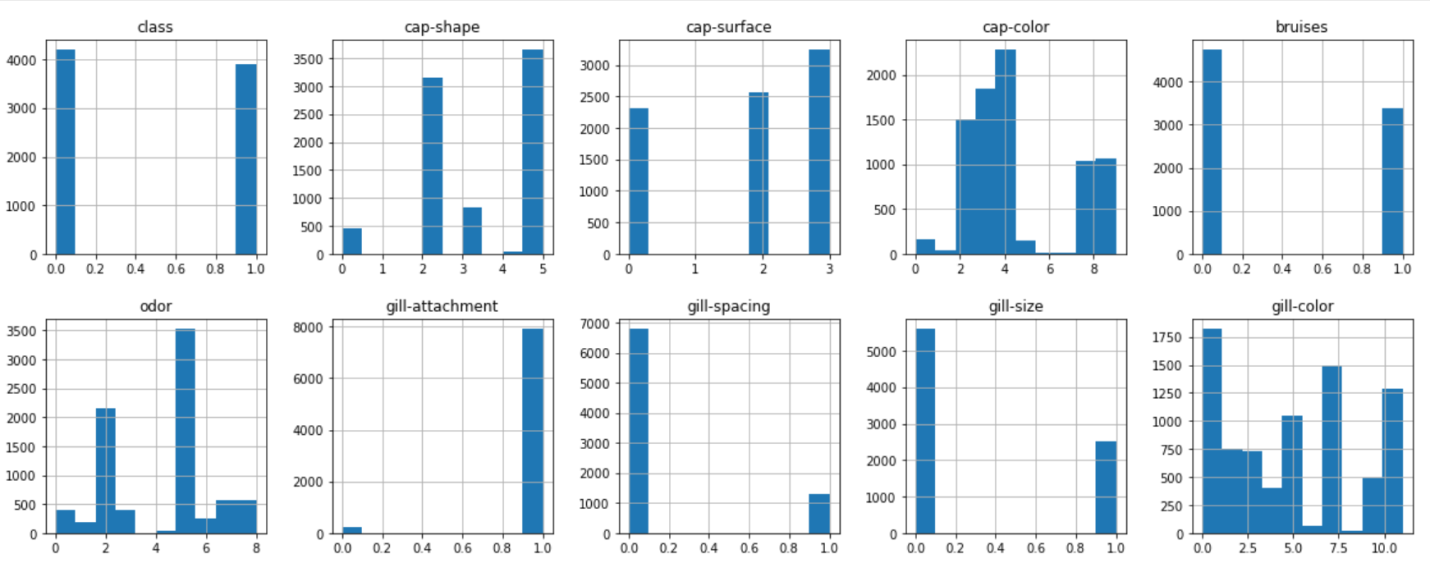 class cap-shape cap-surface cap-color bruises
4000 3500 3000 2000 4000
3000 3000 2500 1500 3000
2000 2500 2000 1000 2000
1000 2000 1500 500 1000
0 1500 1000 0 0
1000 500
500 0
0
0.0 0.2 0.4 0.6 0.8 1.0 0 1 2 3 4 5 0 1 2 3 0 2 4 6 8 0.0 0.2 0.4 0.6 0.8 1.0
odor gill-attachment gill-spacing gill-size gill-color
3500 8000 7000 5000 1750
3000 6000 6000 4000 1500
2500 4000 5000 3000 1250
2000 2000 4000 2000 1000
1500 0 3000 1000 750
1000 2000 0 500
500 1000 250
0 0 0
0 2 4 6 8 0.0 0.2 0.4 0.6 0.8 1.0 0.0 0.2 0.4 0.6 0.8 1.0 0.0 0.2 0.4 0.6 0.8 1.0 0.0 2.5 5.0 7.5 10.0